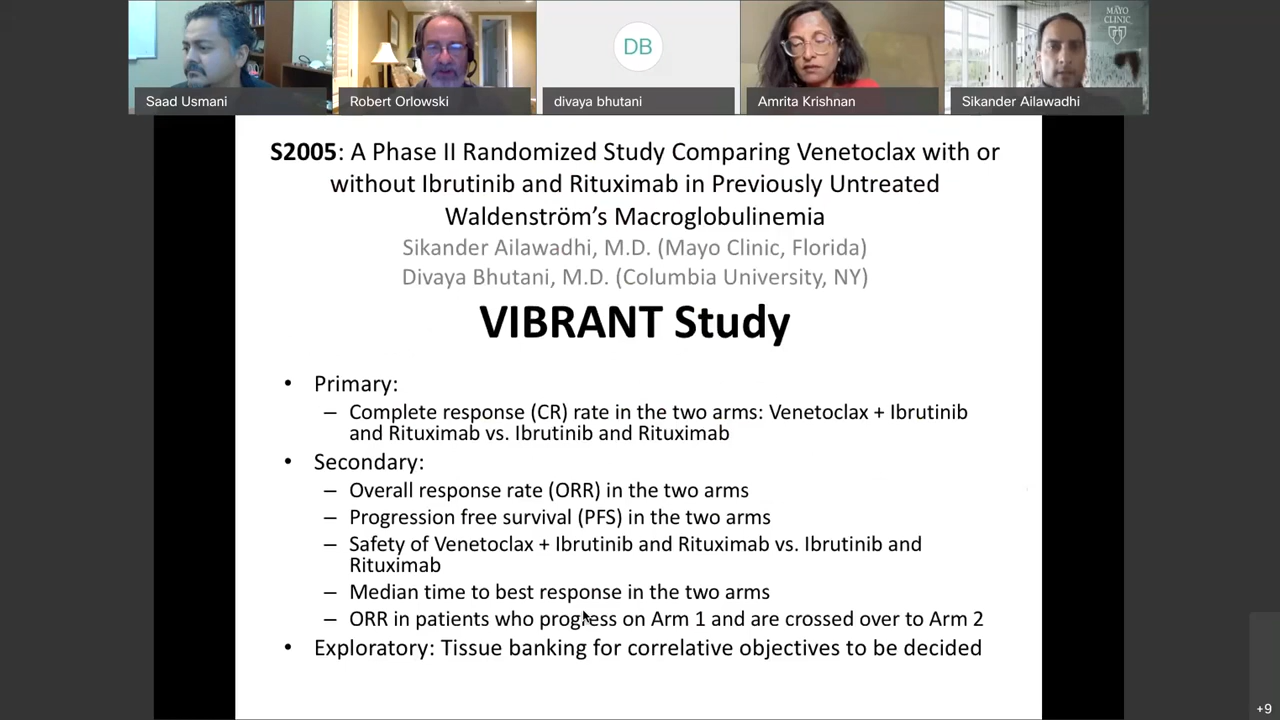 MAYO
CLINIC
DB
Saad Usmani
Robert Orlowski
divaya bhutani
Amrita Krishnan
Sikander Ailawadhi
S2005: A Phase II Randomized Study Comparing Venetoclax with or
without Ibrutinib and Rituximab in Previously Untreated
Waldenström’s Macroglobulinemia
Sikander Ailawadhi, M.D. (Mayo Clinic, Florida)
Divaya Bhutani, M.D. (Columbia University, NY)
VIBRANT Study
• Primary:
– Complete response (CR) rate in the two arms: Venetoclax + Ibrutinib
and Rituximab vs. Ibrutinib and Rituximab
• Secondary:
– Overall response rate (ORR) in the two arms
– Progression free survival (PFS) in the two arms
– Safety of Venetoclax + Ibrutinib and Rituximab vs. Ibrutinib and
Rituximab
– Median time to best response in the two arms
– ORR in patients who progress on Arm 1 and are crossed over to Arm 2
• Exploratory: Tissue banking for correlative objectives to be decided
+9